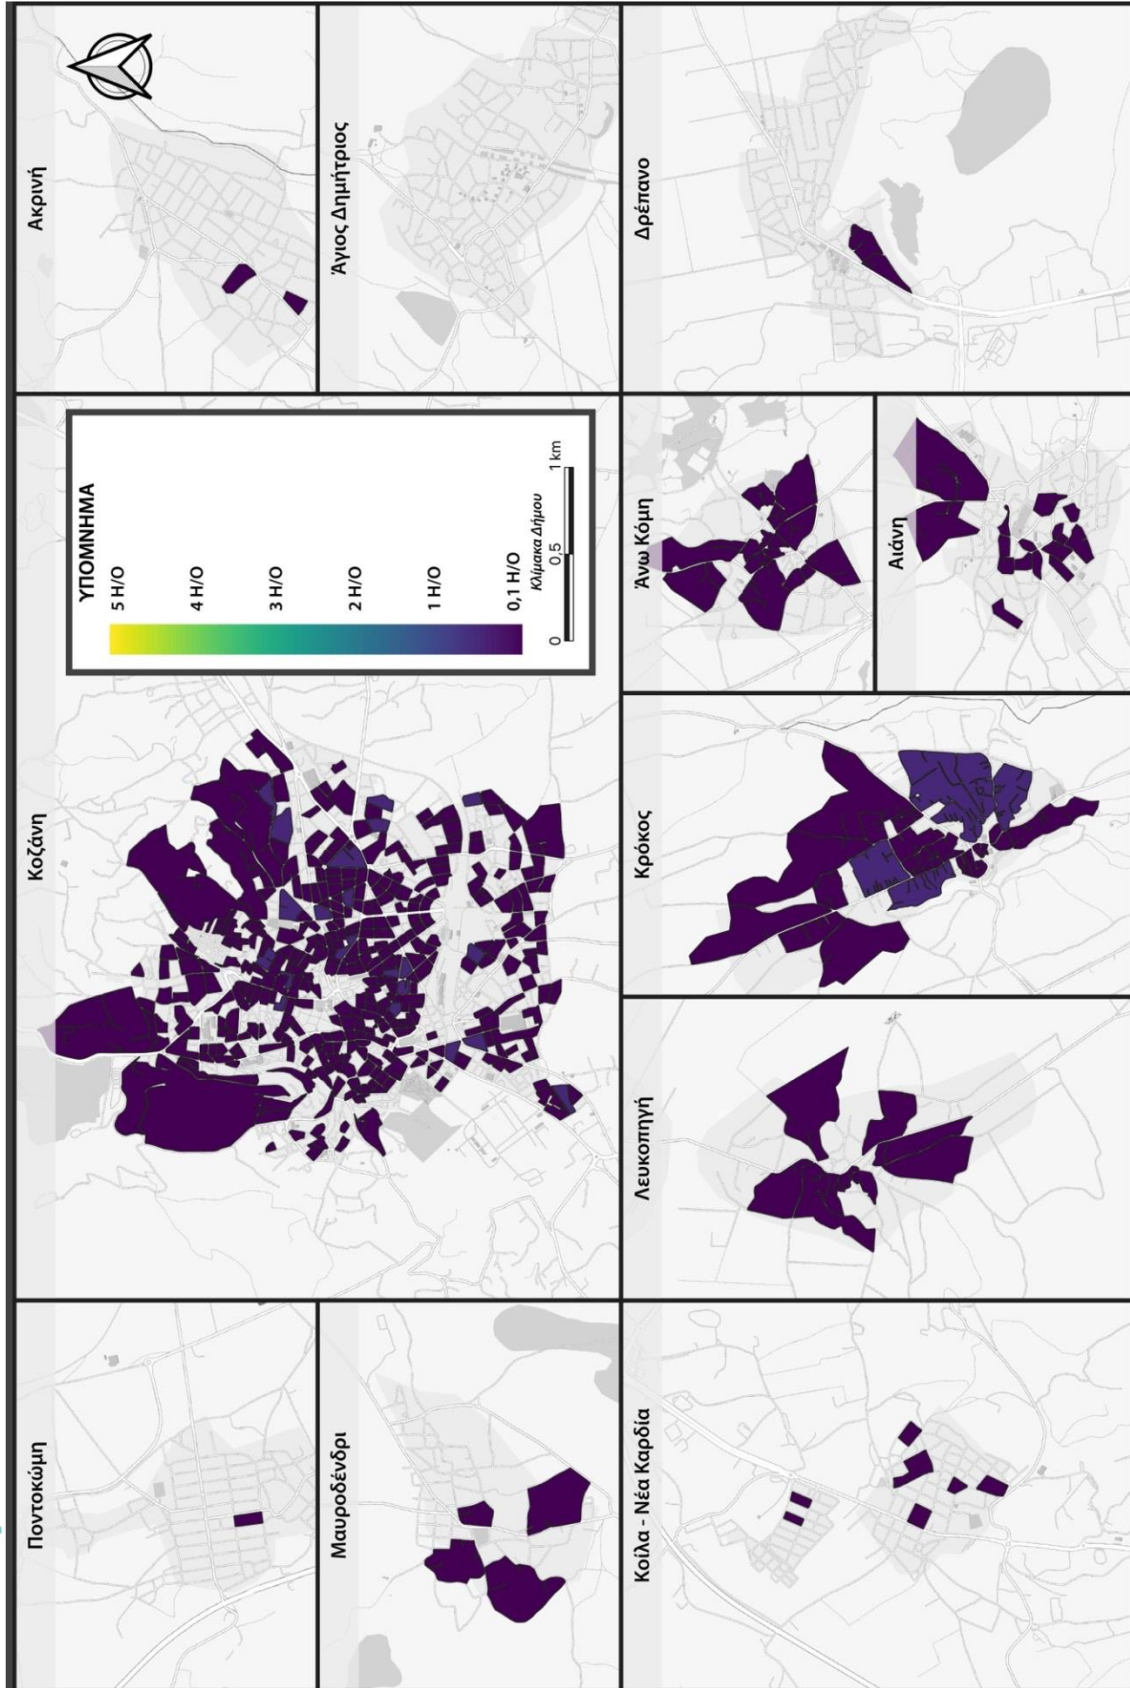 Ποντοκώμη
Κοζάνη
Ακρινή
ΥΠΟΜΝΗΜΑ
5 Η/Ο
4 Η/Ο
3 Η/Ο
2 Η/Ο
1 Η/Ο
0,1 Η/Ο
Κλίμακα Δήμου
0 0,5 1 km
Μαυροδένδρι
Άγιος Δημήτριος
Κοίλα - Νέα Καρδία
Λευκοπηγή
Κρόκος
Άνω Κόμη
Αιάνη
Δρέπανο